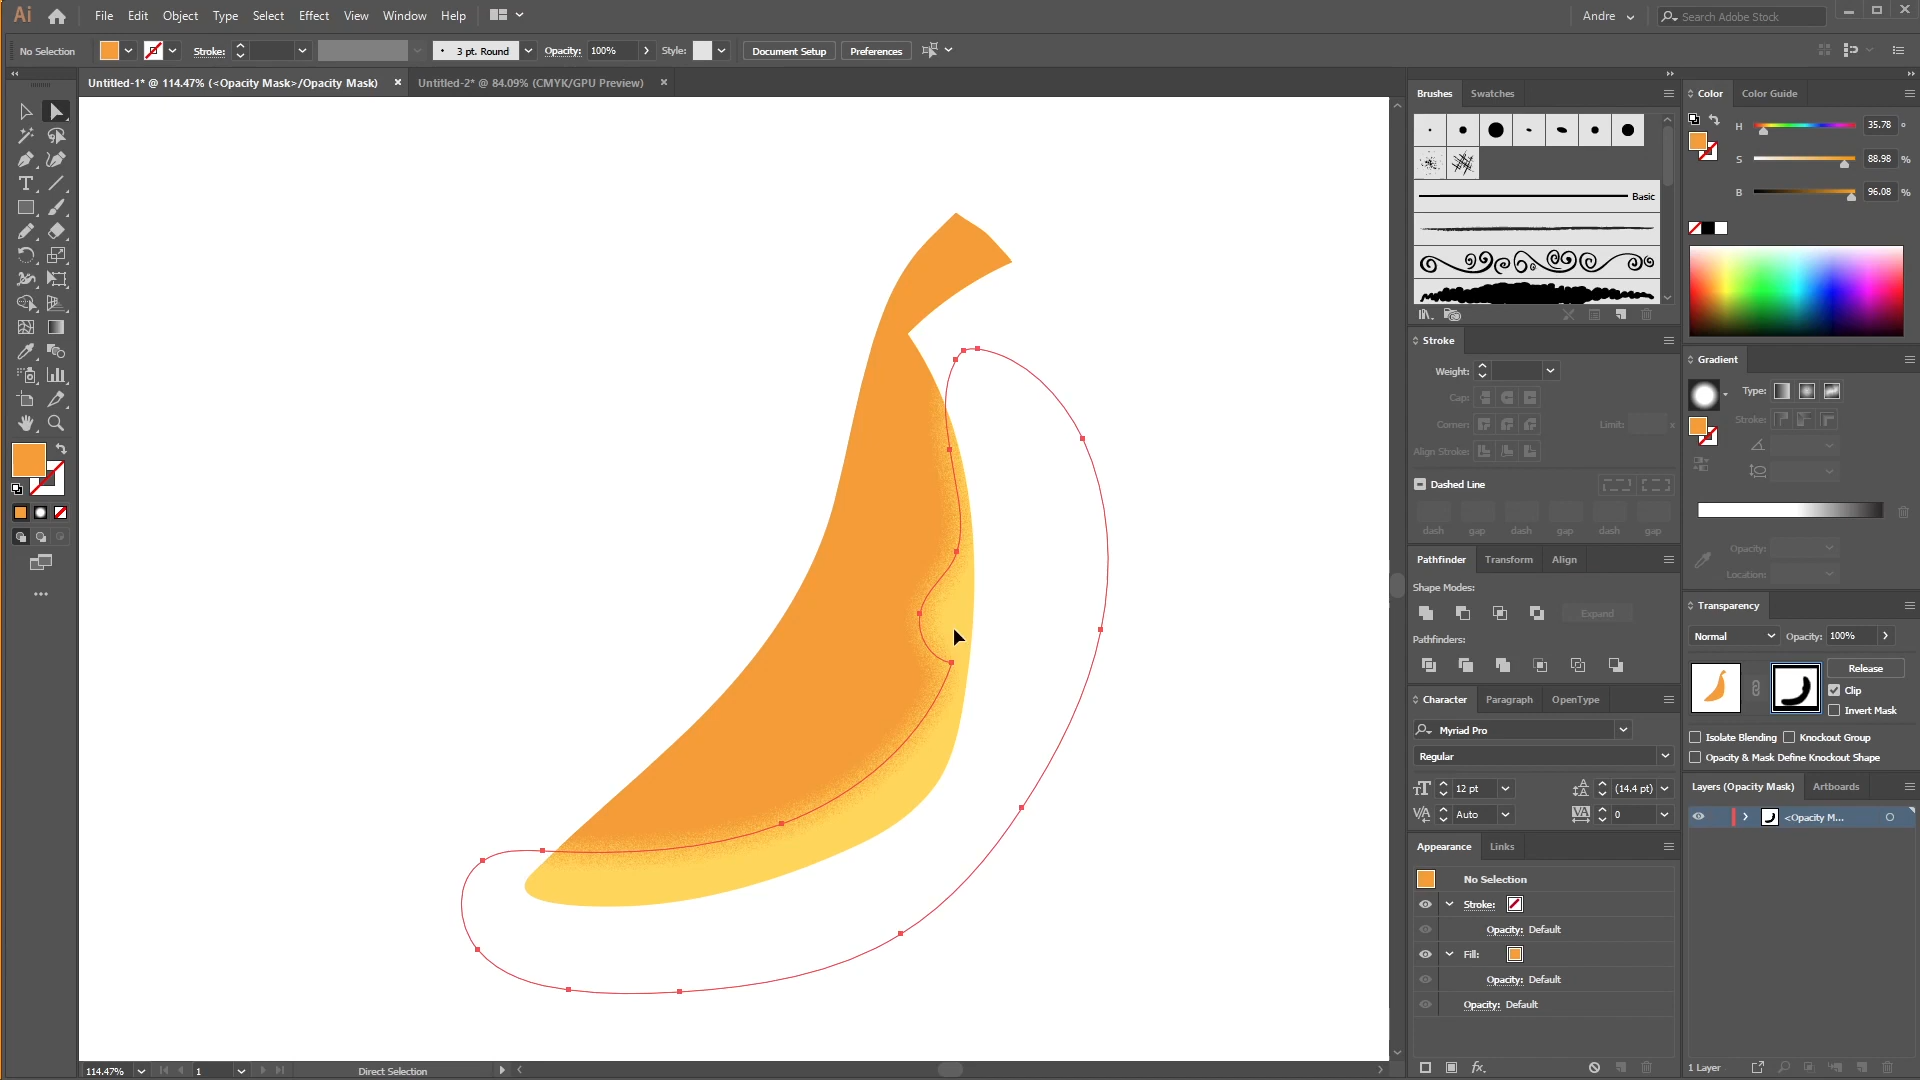 Ai File Edit Object Type Select Effect View Window Help Andre Search Adobe Stock
No Selection Stroke: 3 pt. Round Opacity: 100% Style: Document Setup Preferences
Untitled-1* @ 114.47% (<Opacity Mask>/Opacity Mask) Untitled-2* @ 84.09% (CMYK/GPU Preview)
Brushes Swatches
Basic
Stroke
Weight:
Cap:
Corner: Limit: x
Align Stroke:
Dashed Line
dash gap dash gap dash gap
Pathfinder Transform Align
Shape Modes:
Expand
Pathfinders:
Character Paragraph OpenType
Myriad Pro
Regular
12 pt (14.4 pt)
Auto 0
Appearance Links
No Selection
Stroke:
Opacity: Default
Fill:
Opacity: Default
Opacity: Default
fx.
Color Color Guide
H 35.78 °
S 88.98 %
B 96.08 %
Gradient
Type:
Stroke:
Opacity:
Location:
Transparency
Normal Opacity: 100%
Release
Clip
Invert Mask
Isolate Blending Knockout Group
Opacity & Mask Define Knockout Shape
Layers (Opacity Mask) Artboards
<Opacity M...
1 Layer
114.47% 1 Direct Selection